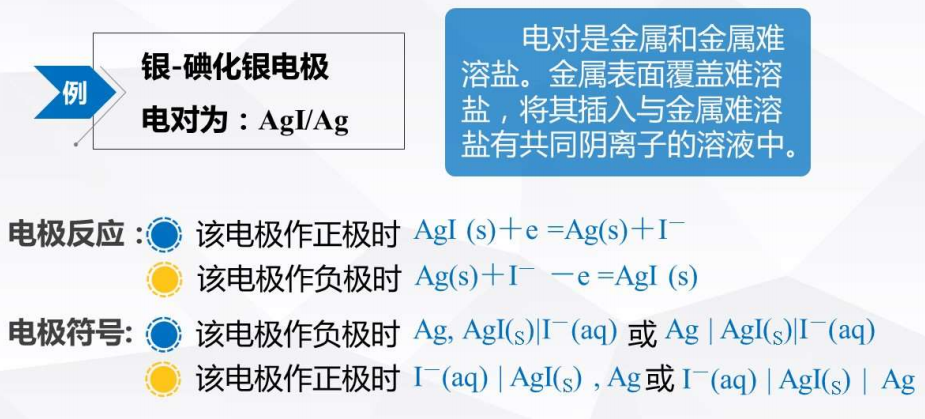 例
银-碘化银电极
电对为：AgI/Ag
电对是金属和金属难
溶盐。金属表面覆盖难溶
盐，将其插入与金属难溶
盐有共同阴离子的溶液中。
电极反应：该电极作正极时 AgI (s)＋e =Ag(s)＋I⁻
该电极作负极时 Ag(s)＋I⁻ －e =AgI (s)
电极符号: 该电极作负极时 Ag, AgI(s)|I⁻(aq) 或 Ag | AgI(s)|I⁻(aq)
该电极作正极时 I⁻(aq) | AgI(s) , Ag 或 I⁻(aq) | AgI(s) | Ag